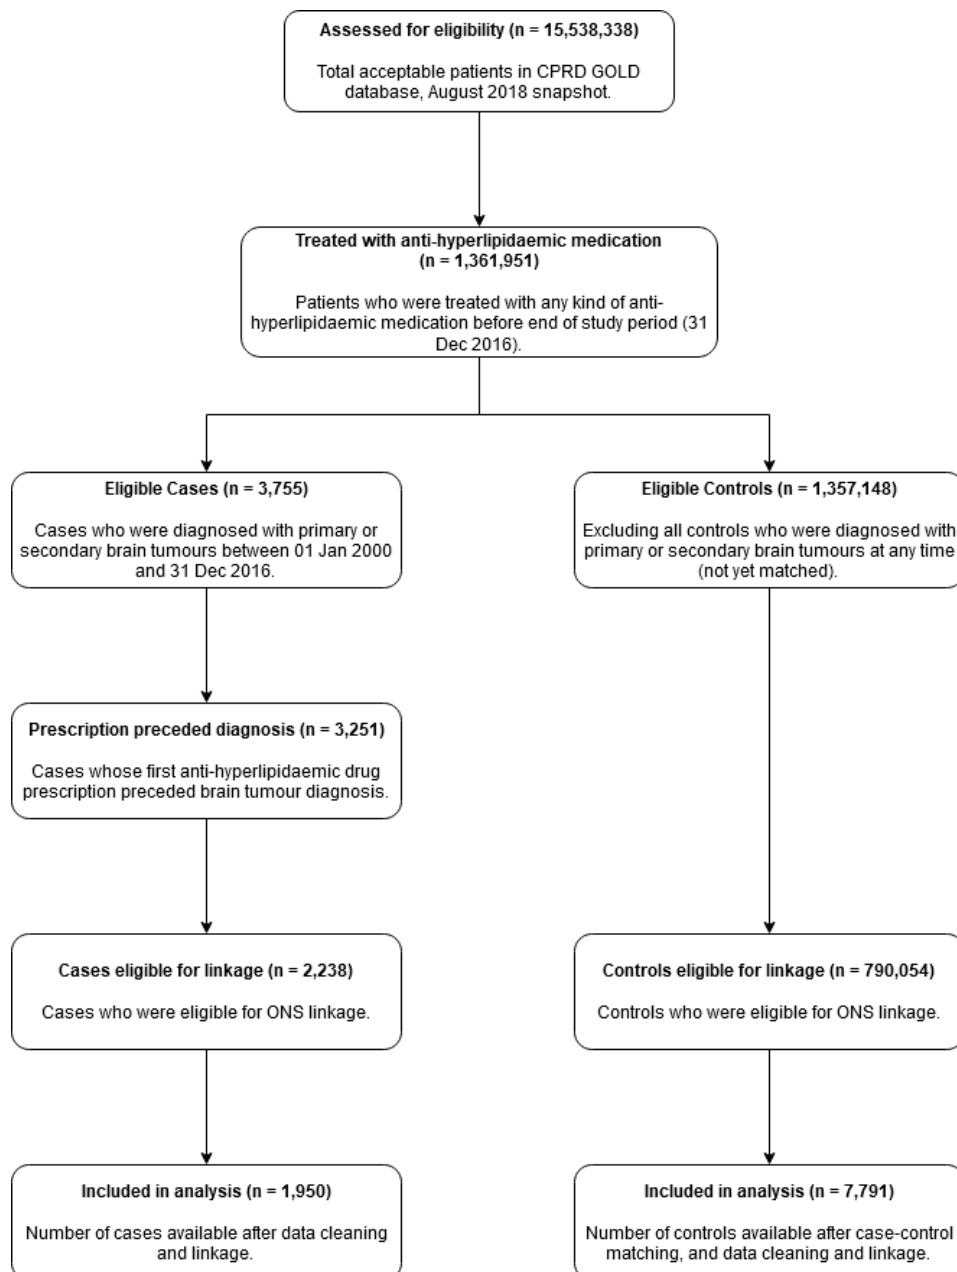 Assessed for eligibility (n = 15,538,338)
Total acceptable patients in CPRD GOLD
database, August 2018 snapshot.
Treated with anti-hyperlipidaemic medication
(n = 1,361,951)
Patients who were treated with any kind of anti-
hyperlipidaemic medication before end of study period (31
Dec 2016).
Eligible Cases (n = 3,755)
Cases who were diagnosed with primary or
secondary brain tumours between 01 Jan 2000
and 31 Dec 2016.
Eligible Controls (n = 1,357,148)
Excluding all controls who were diagnosed with
primary or secondary brain tumours at any time
(not yet matched).
Prescription preceded diagnosis (n = 3,251)
Cases whose first anti-hyperlipidaemic drug
prescription preceded brain tumour diagnosis.
Cases eligible for linkage (n = 2,238)
Cases who were eligible for ONS linkage.
Controls eligible for linkage (n = 790,054)
Controls who were eligible for ONS linkage.
Included in analysis (n = 1,950)
Number of cases available after data cleaning
and linkage.
Included in analysis (n = 7,791)
Number of controls available after case-control
matching, and data cleaning and linkage.